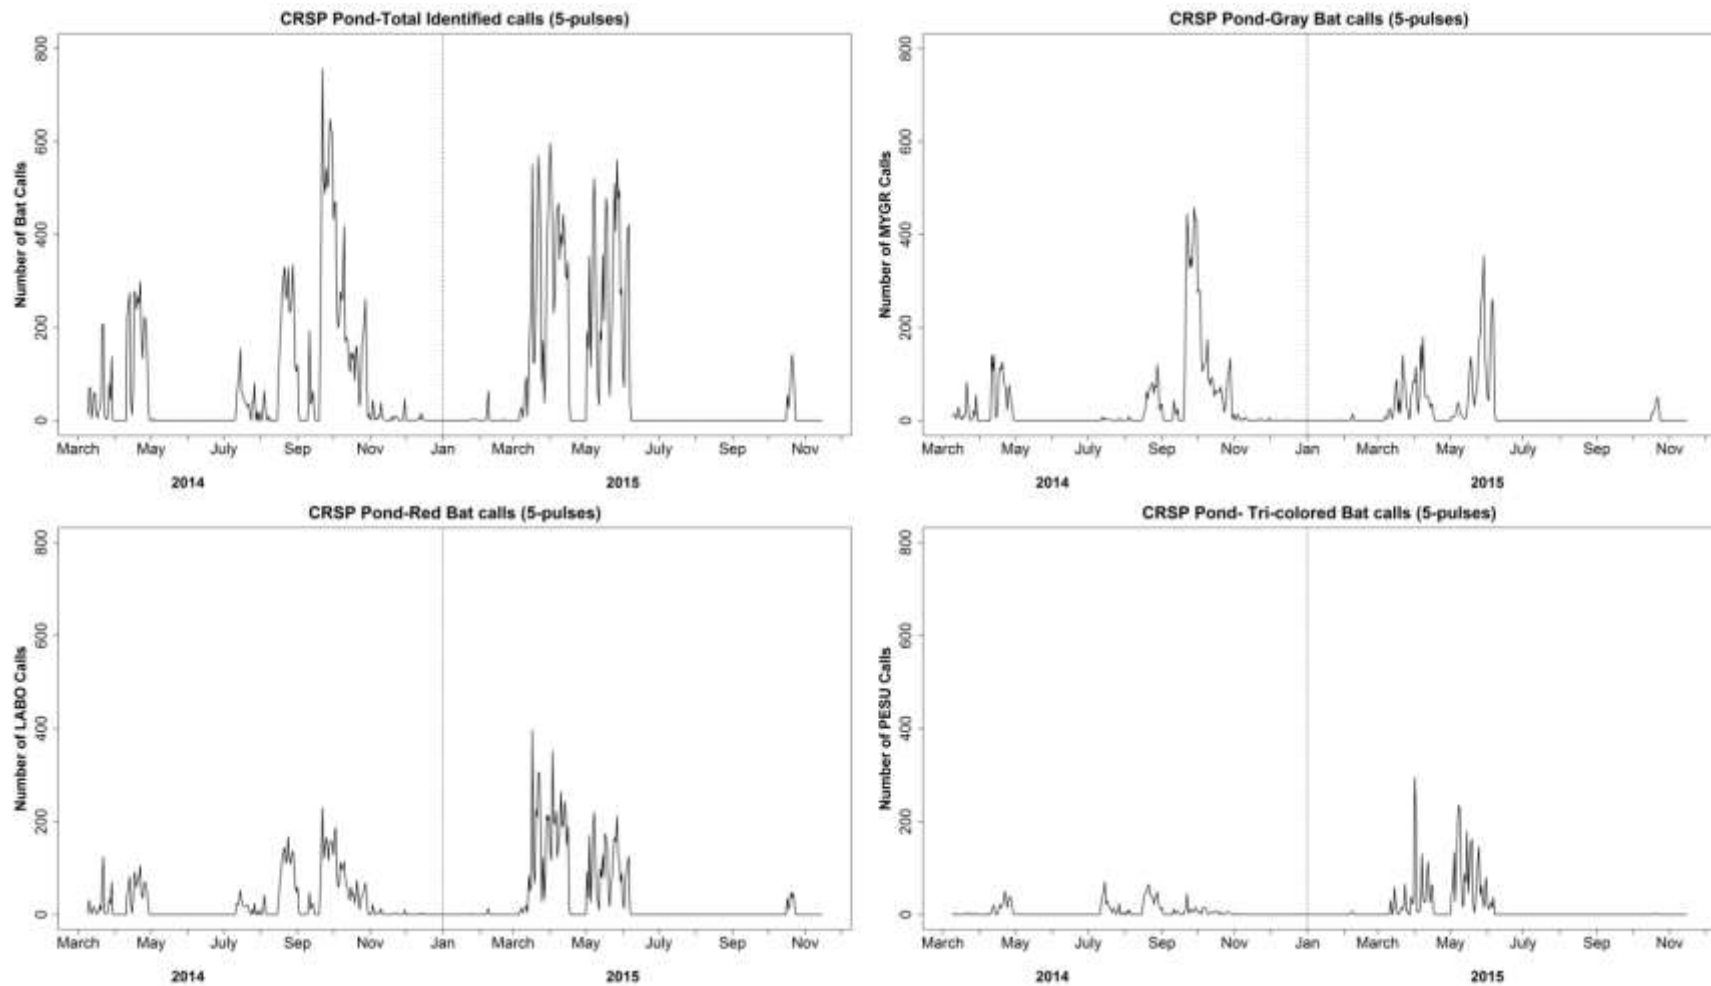 CRSP Pond-Total Identified calls (5-pulses)
Number of Bat Calls
800
600
400
200
0
March May July Sep Nov Jan March May July Sep Nov
2014 2015
CRSP Pond-Gray Bat calls (5-pulses)
Number of MYGR Calls
800
600
400
200
0
March May July Sep Nov Jan March May July Sep Nov
2014 2015
CRSP Pond-Red Bat calls (5-pulses)
Number of LABO Calls
800
600
400
200
0
March May July Sep Nov Jan March May July Sep Nov
2014 2015
CRSP Pond- Tri-colored Bat calls (5-pulses)
Number of PESU Calls
800
600
400
200
0
March May July Sep Nov Jan March May July Sep Nov
2014 2015